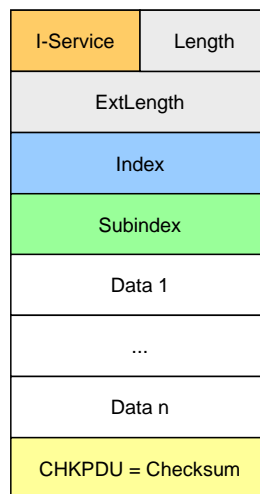 I-Service Length
ExtLength
Index
Subindex
Data 1
...
Data n
CHKPDU = Checksum